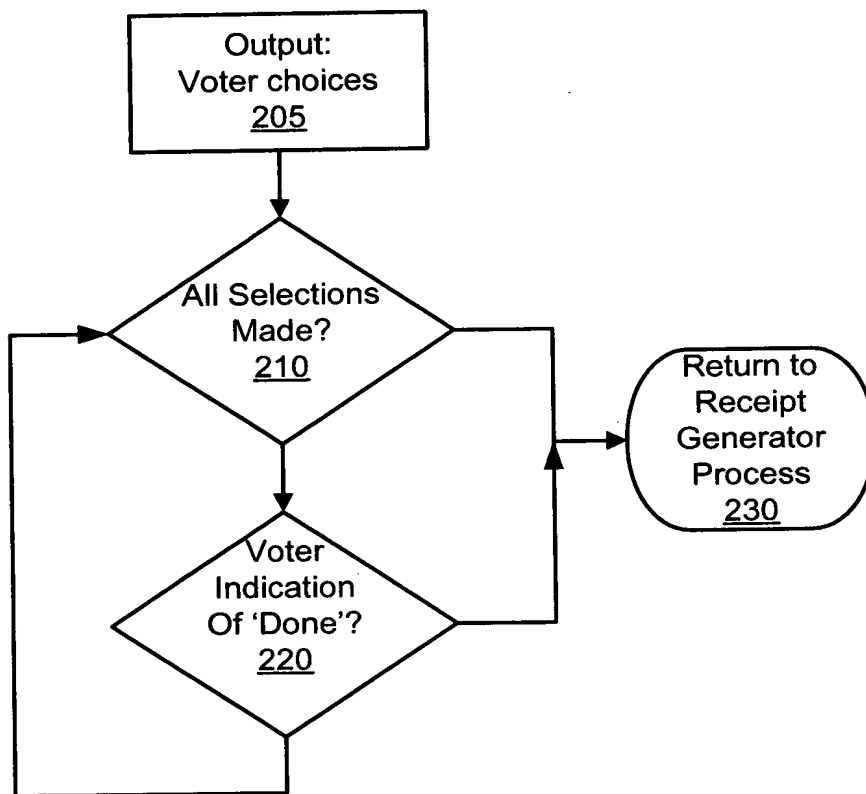 Output:
Voter choices
205
All Selections
Made?
210
Return to
Receipt
Generator
Process
230
Voter
Indication
Of ‘Done’?
220